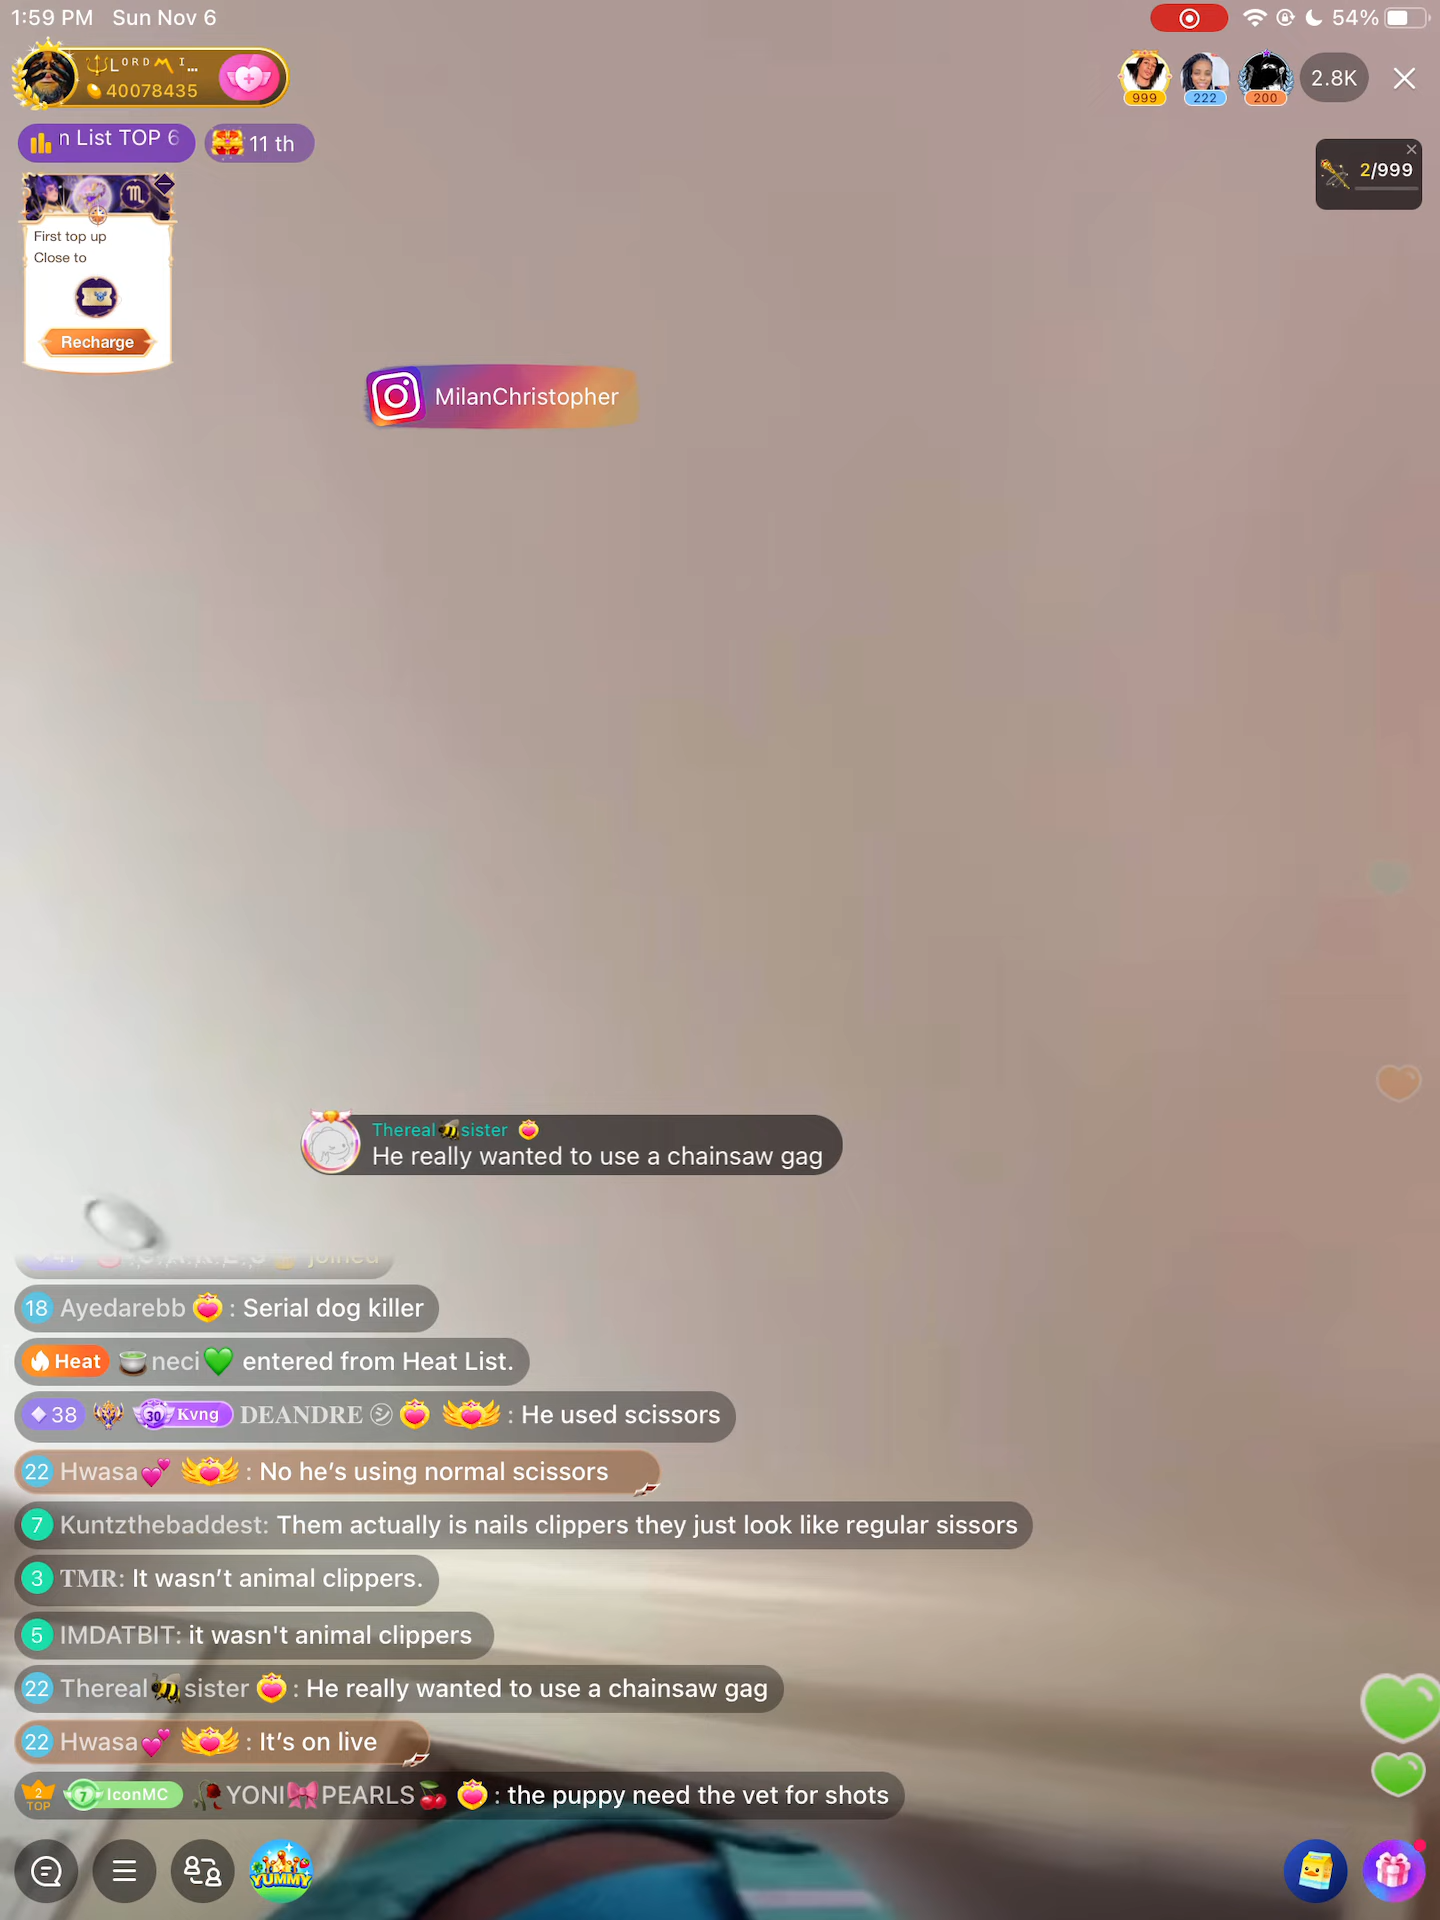 1:59 PM Sun Nov 6
54%
🔱Lᴼᴿᴰ I...
40078435
999
222
200
2.8K
n List TOP 6
11 th
2/999
First top up
Close to
Recharge
MilanChristopher
Thereal🐝sister
He really wanted to use a chainsaw gag
joined
18 Ayedarebb : Serial dog killer
Heat 🍵neci💚 entered from Heat List.
38 30 Kvng DEANDRE ㋛ : He used scissors
22 Hwasa💕 : No he's using normal scissors
7 Kuntzthebaddest: Them actually is nails clippers they just look like regular sissors
3 TMR: It wasn't animal clippers.
5 IMDATBIT: it wasn't animal clippers
22 Thereal🐝sister : He really wanted to use a chainsaw gag
22 Hwasa💕 : It's on live
2 TOP 7 IconMC 🥀YONI🎀PEARLS🍒 : the puppy need the vet for shots
YUMMY